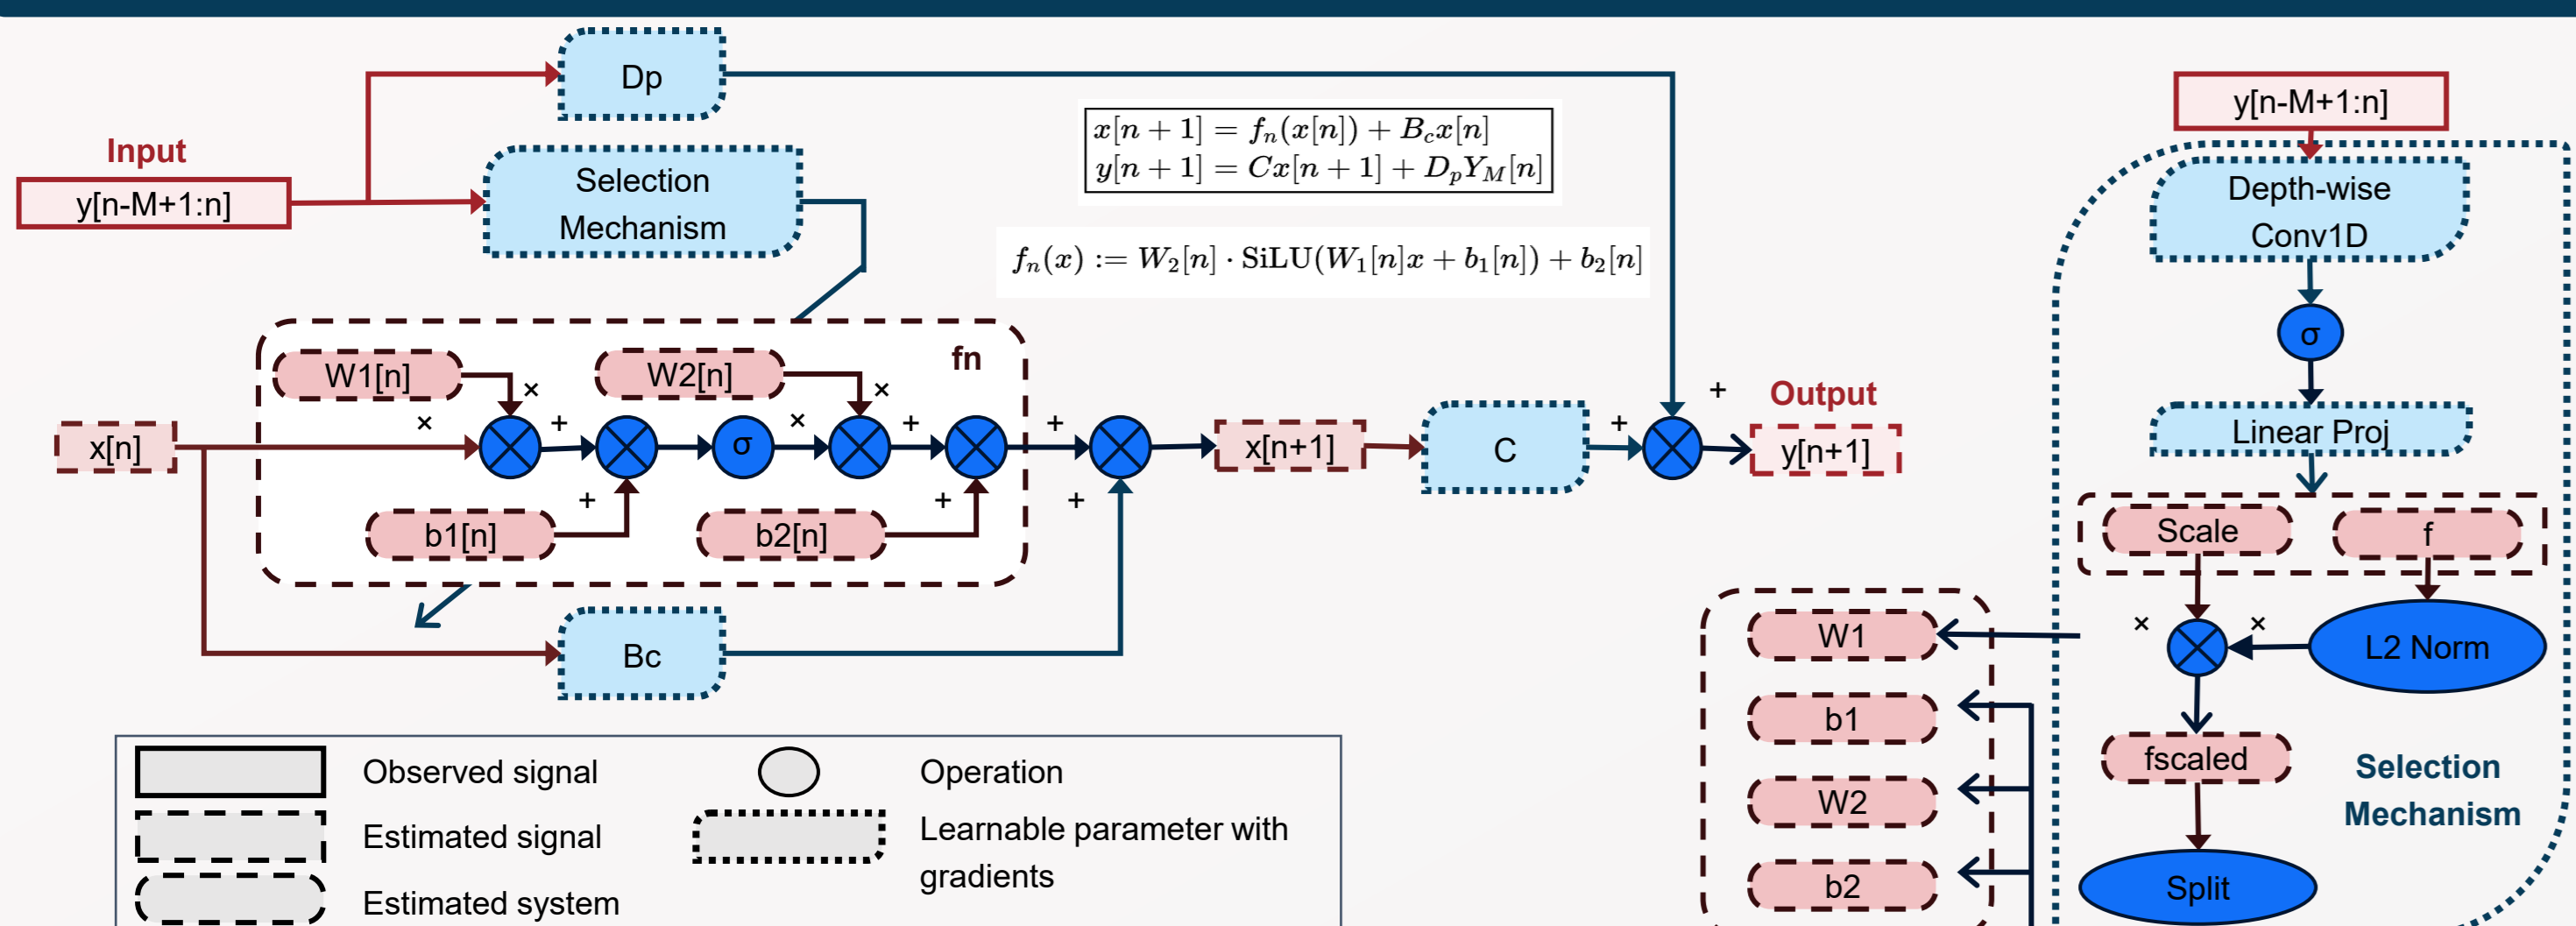 Dp
Input
y[n-M+1:n]
Selection
Mechanism
x[n + 1] = f_n(x[n]) + B_c x[n]
y[n + 1] = Cx[n + 1] + D_p Y_M[n]
f_n(x) := W_2[n] · SiLU(W_1[n]x + b_1[n]) + b_2[n]
W1[n]
×
W2[n]
×
fn
x[n]
×
+
σ
×
+
+
x[n+1]
C
+
+
Output
y[n+1]
+
b1[n]
+
b2[n]
+
Bc
Observed signal
Estimated signal
Estimated system
Operation
Learnable parameter with
gradients
y[n-M+1:n]
Depth-wise
Conv1D
σ
Linear Proj
Scale
f
×
×
L2 Norm
fscaled
Selection
Mechanism
Split
W1
b1
W2
b2